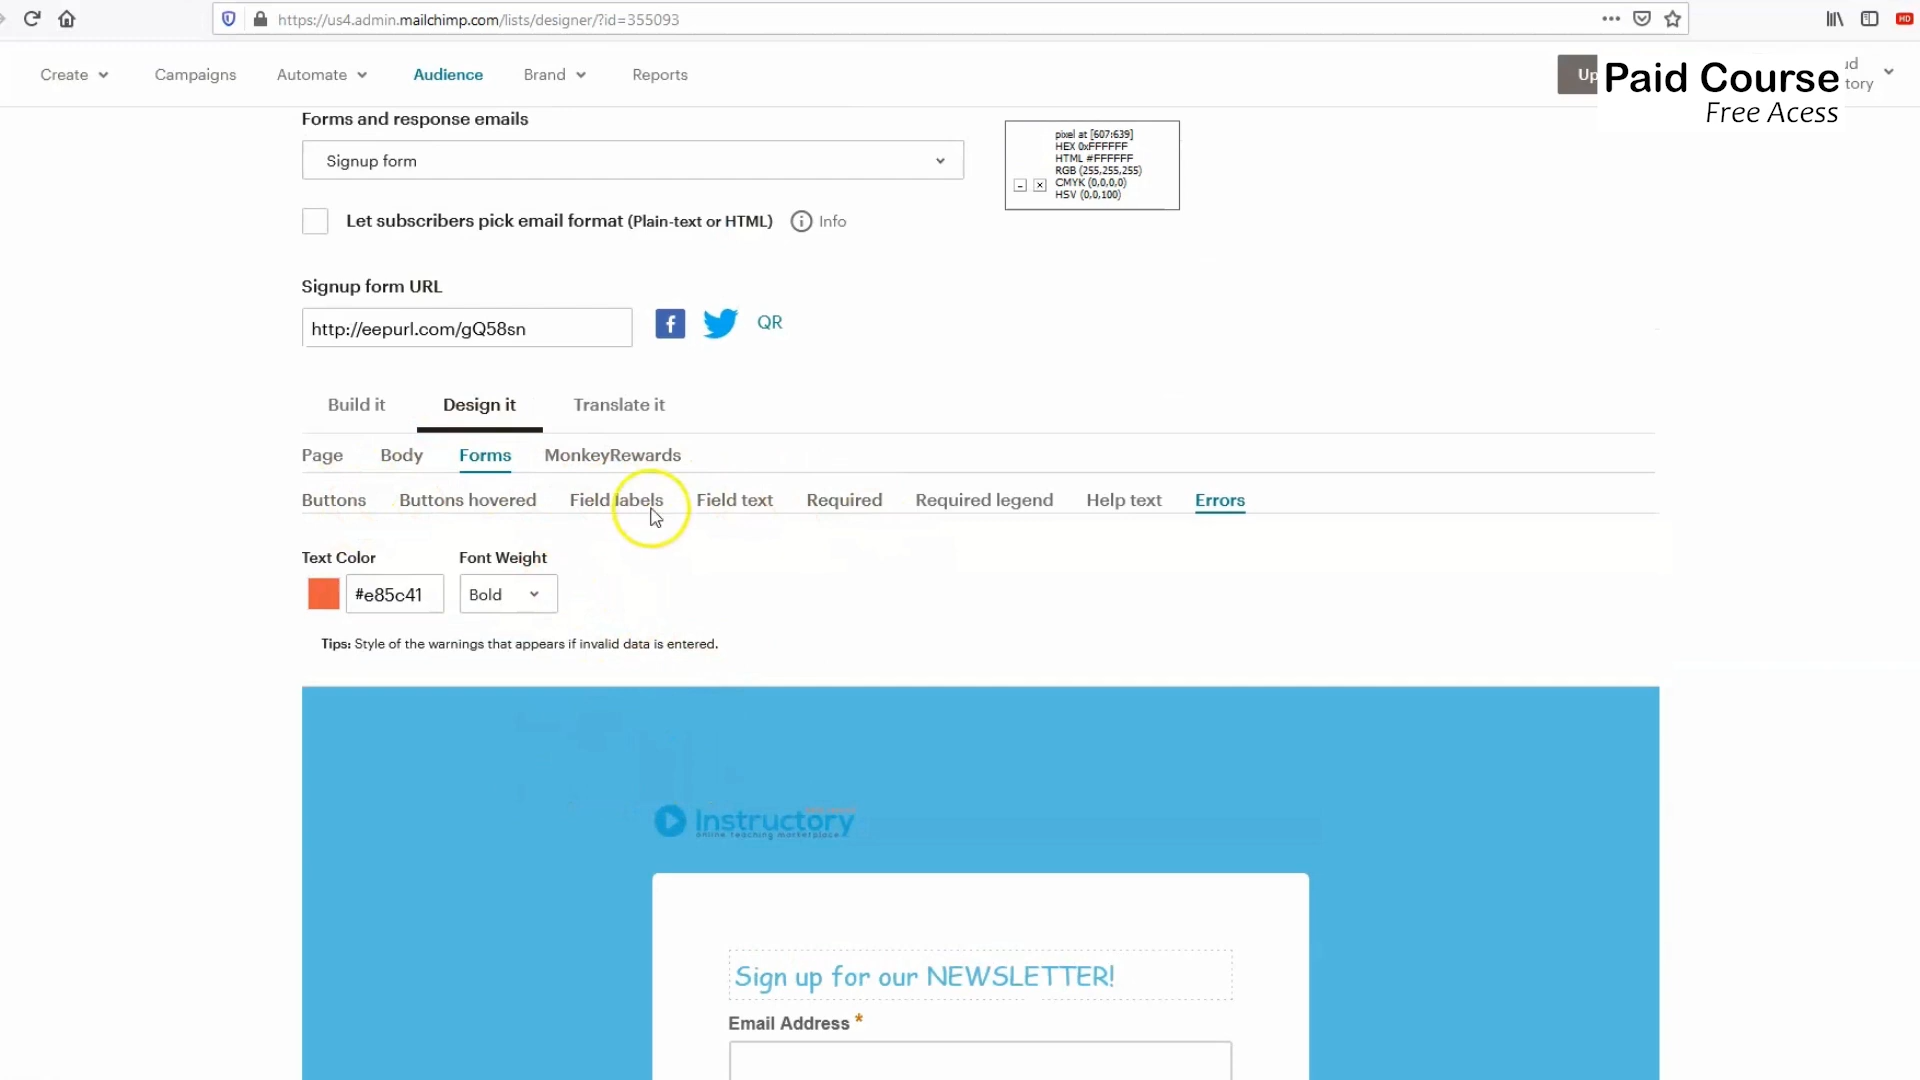 https://us4.admin.mailchimp.com/lists/designer/?id=355093
HD
Create
Campaigns
Automate
Audience
Brand
Reports
Up
Paid Course
Free Acess
Forms and response emails
Signup form
pixel at [607:639]
HEX 0xFFFFFF
HTML #FFFFFF
RGB (255,255,255)
CMYK (0,0,0,0)
HSV (0,0,100)
Let subscribers pick email format (Plain-text or HTML)
Info
Signup form URL
http://eepurl.com/gQ58sn
QR
Build it
Design it
Translate it
Page
Body
Forms
MonkeyRewards
Buttons
Buttons hovered
Field labels
Field text
Required
Required legend
Help text
Errors
Text Color
Font Weight
#e85c41
Bold
Tips: Style of the warnings that appears if invalid data is entered.
Instructory
online teaching marketplace
Sign up for our NEWSLETTER!
Email Address *